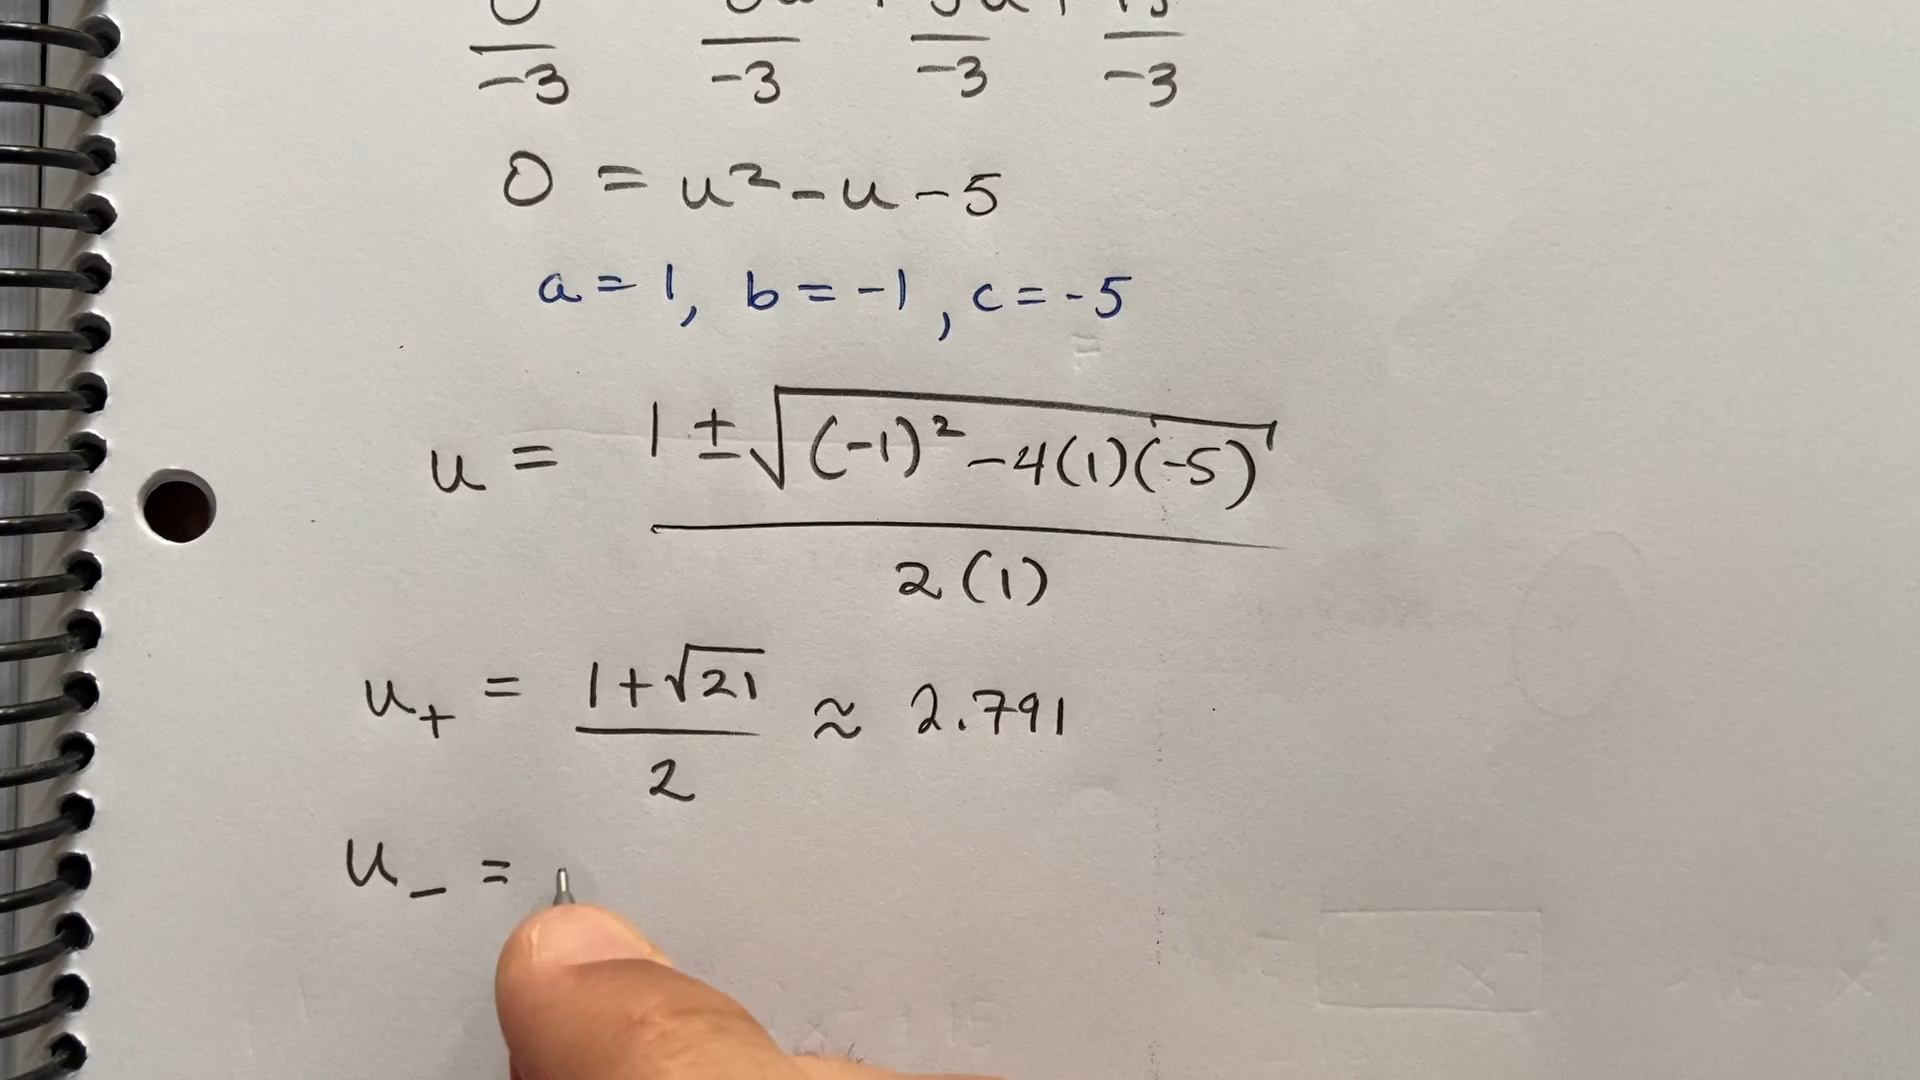 -3 -3 -3 -3
0 = u² - u - 5
a = 1, b = -1, c = -5
u = 1 ± √(-1)² - 4(1)(-5)
2(1)
u₊ = 1 + √21 ≈ 2.791
2
u₋ =